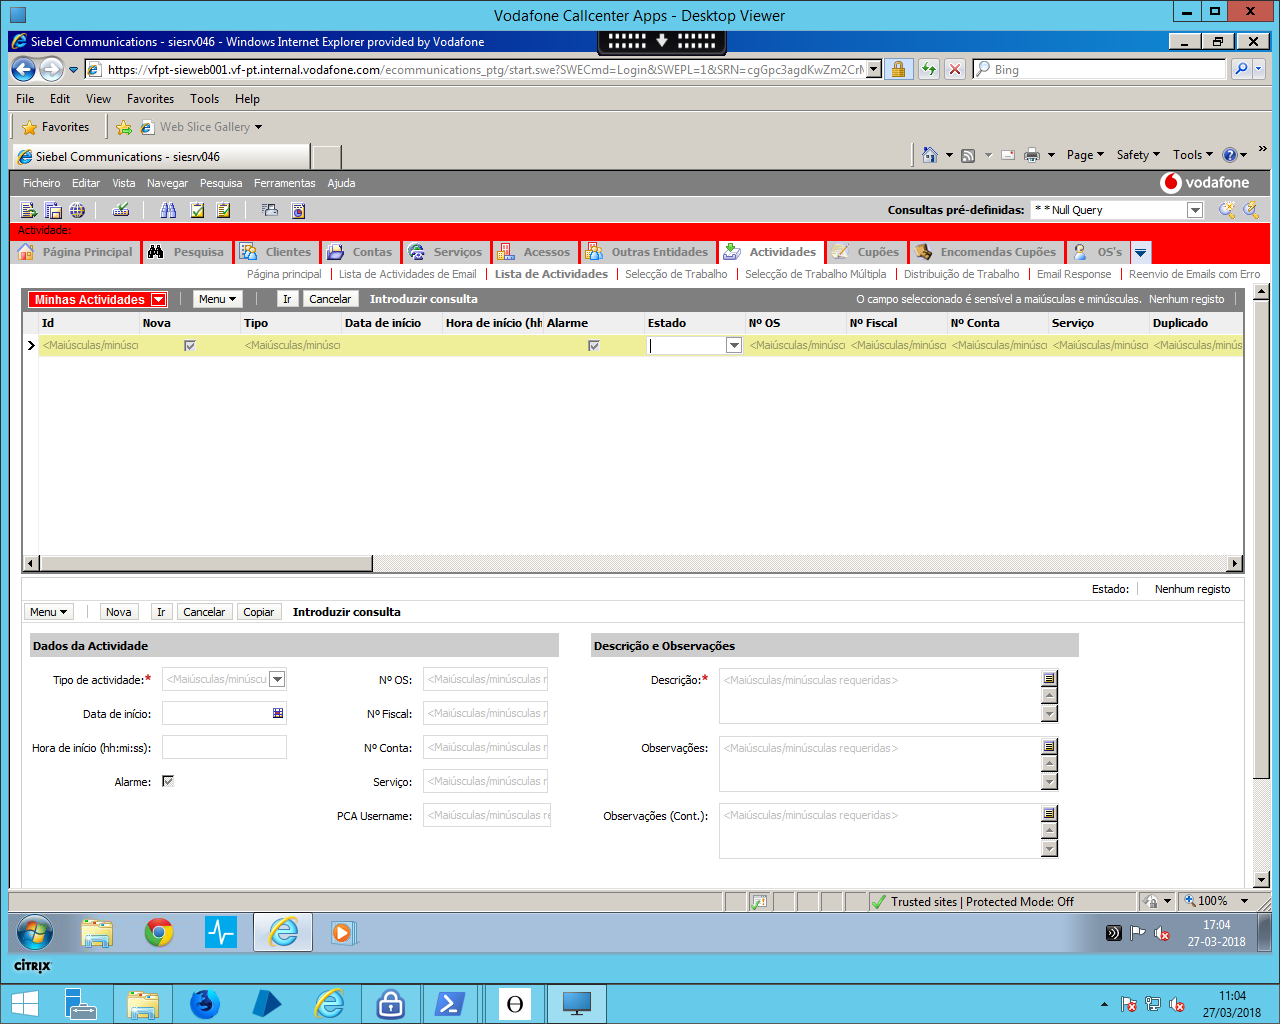 Vodafone Callcenter Apps - Desktop Viewer
Siebel Communications - siesrv046 - Windows Internet Explorer provided by Vodafone
https://vfpt-sieweb001.vf-pt.internal.vodafone.com/ecommunications_ptg/start.swe?SWECmd=Login&SWEPL=1&SRN=cgGpc3agdKwZm2CrM
Bing
File Edit View Favorites Tools Help
Favorites Web Slice Gallery
Siebel Communications - siesrv046
Page Safety Tools
Ficheiro Editar Vista Navegar Pesquisa Ferramentas Ajuda
vodafone
Consultas pré-definidas: * *Null Query
Actividade:
Página Principal Pesquisa Clientes Contas Serviços Acessos Outras Entidades Actividades Cupões Encomendas Cupões OS's
Página principal Lista de Actividades de Email Lista de Actividades Selecção de Trabalho Selecção de Trabalho Múltipla Distribuição de Trabalho Email Response Reenvio de Emails com Erro
Minhas Actividades Menu Ir Cancelar Introduzir consulta O campo seleccionado é sensível a maiúsculas e minúsculas. Nenhum registo
Id Nova Tipo Data de início Hora de início (hh Alarme Estado Nº OS Nº Fiscal Nº Conta Serviço Duplicado
<Maiúsculas/minúscu <Maiúsculas/minúscu <Maiúsculas/minúscu <Maiúsculas/minúscu <Maiúsculas/minúscu <Maiúsculas/minúscu <Maiúsculas/minús
Estado: Nenhum registo
Menu Nova Ir Cancelar Copiar Introduzir consulta
Dados da Actividade Descrição e Observações
Tipo de actividade:* <Maiúsculas/minúscu Nº OS: <Maiúsculas/minúsculas r Descrição:* <Maiúsculas/minúsculas requeridas>
Data de início: Nº Fiscal: <Maiúsculas/minúsculas r
Hora de início (hh:mi:ss): Nº Conta: <Maiúsculas/minúsculas r Observações: <Maiúsculas/minúsculas requeridas>
Alarme: Serviço: <Maiúsculas/minúsculas r
PCA Username: <Maiúsculas/minúsculas re Observações (Cont.): <Maiúsculas/minúsculas requeridas>
Trusted sites | Protected Mode: Off 100%
17:04
27-03-2018
CITRIX
11:04
27/03/2018